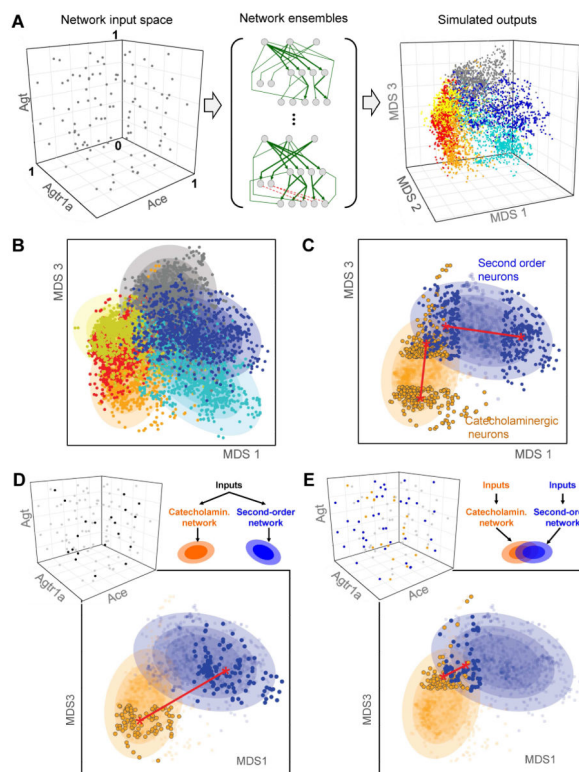 A
Network input space
Network ensembles
Simulated outputs
1
Agt
0
1
Agtr1a
Ace
1
...
MDS 3
MDS 2
MDS 1
B
MDS 3
MDS 1
C
MDS 3
Second order
neurons
Catecholaminergic
neurons
MDS 1
D
Agt
Agtr1a
Ace
Inputs
Catecholamin.
network
Second-order
network
MDS3
MDS1
E
Agt
Agtr1a
Ace
Inputs
Inputs
Catecholamin.
network
Second-order
network
MDS3
MDS1